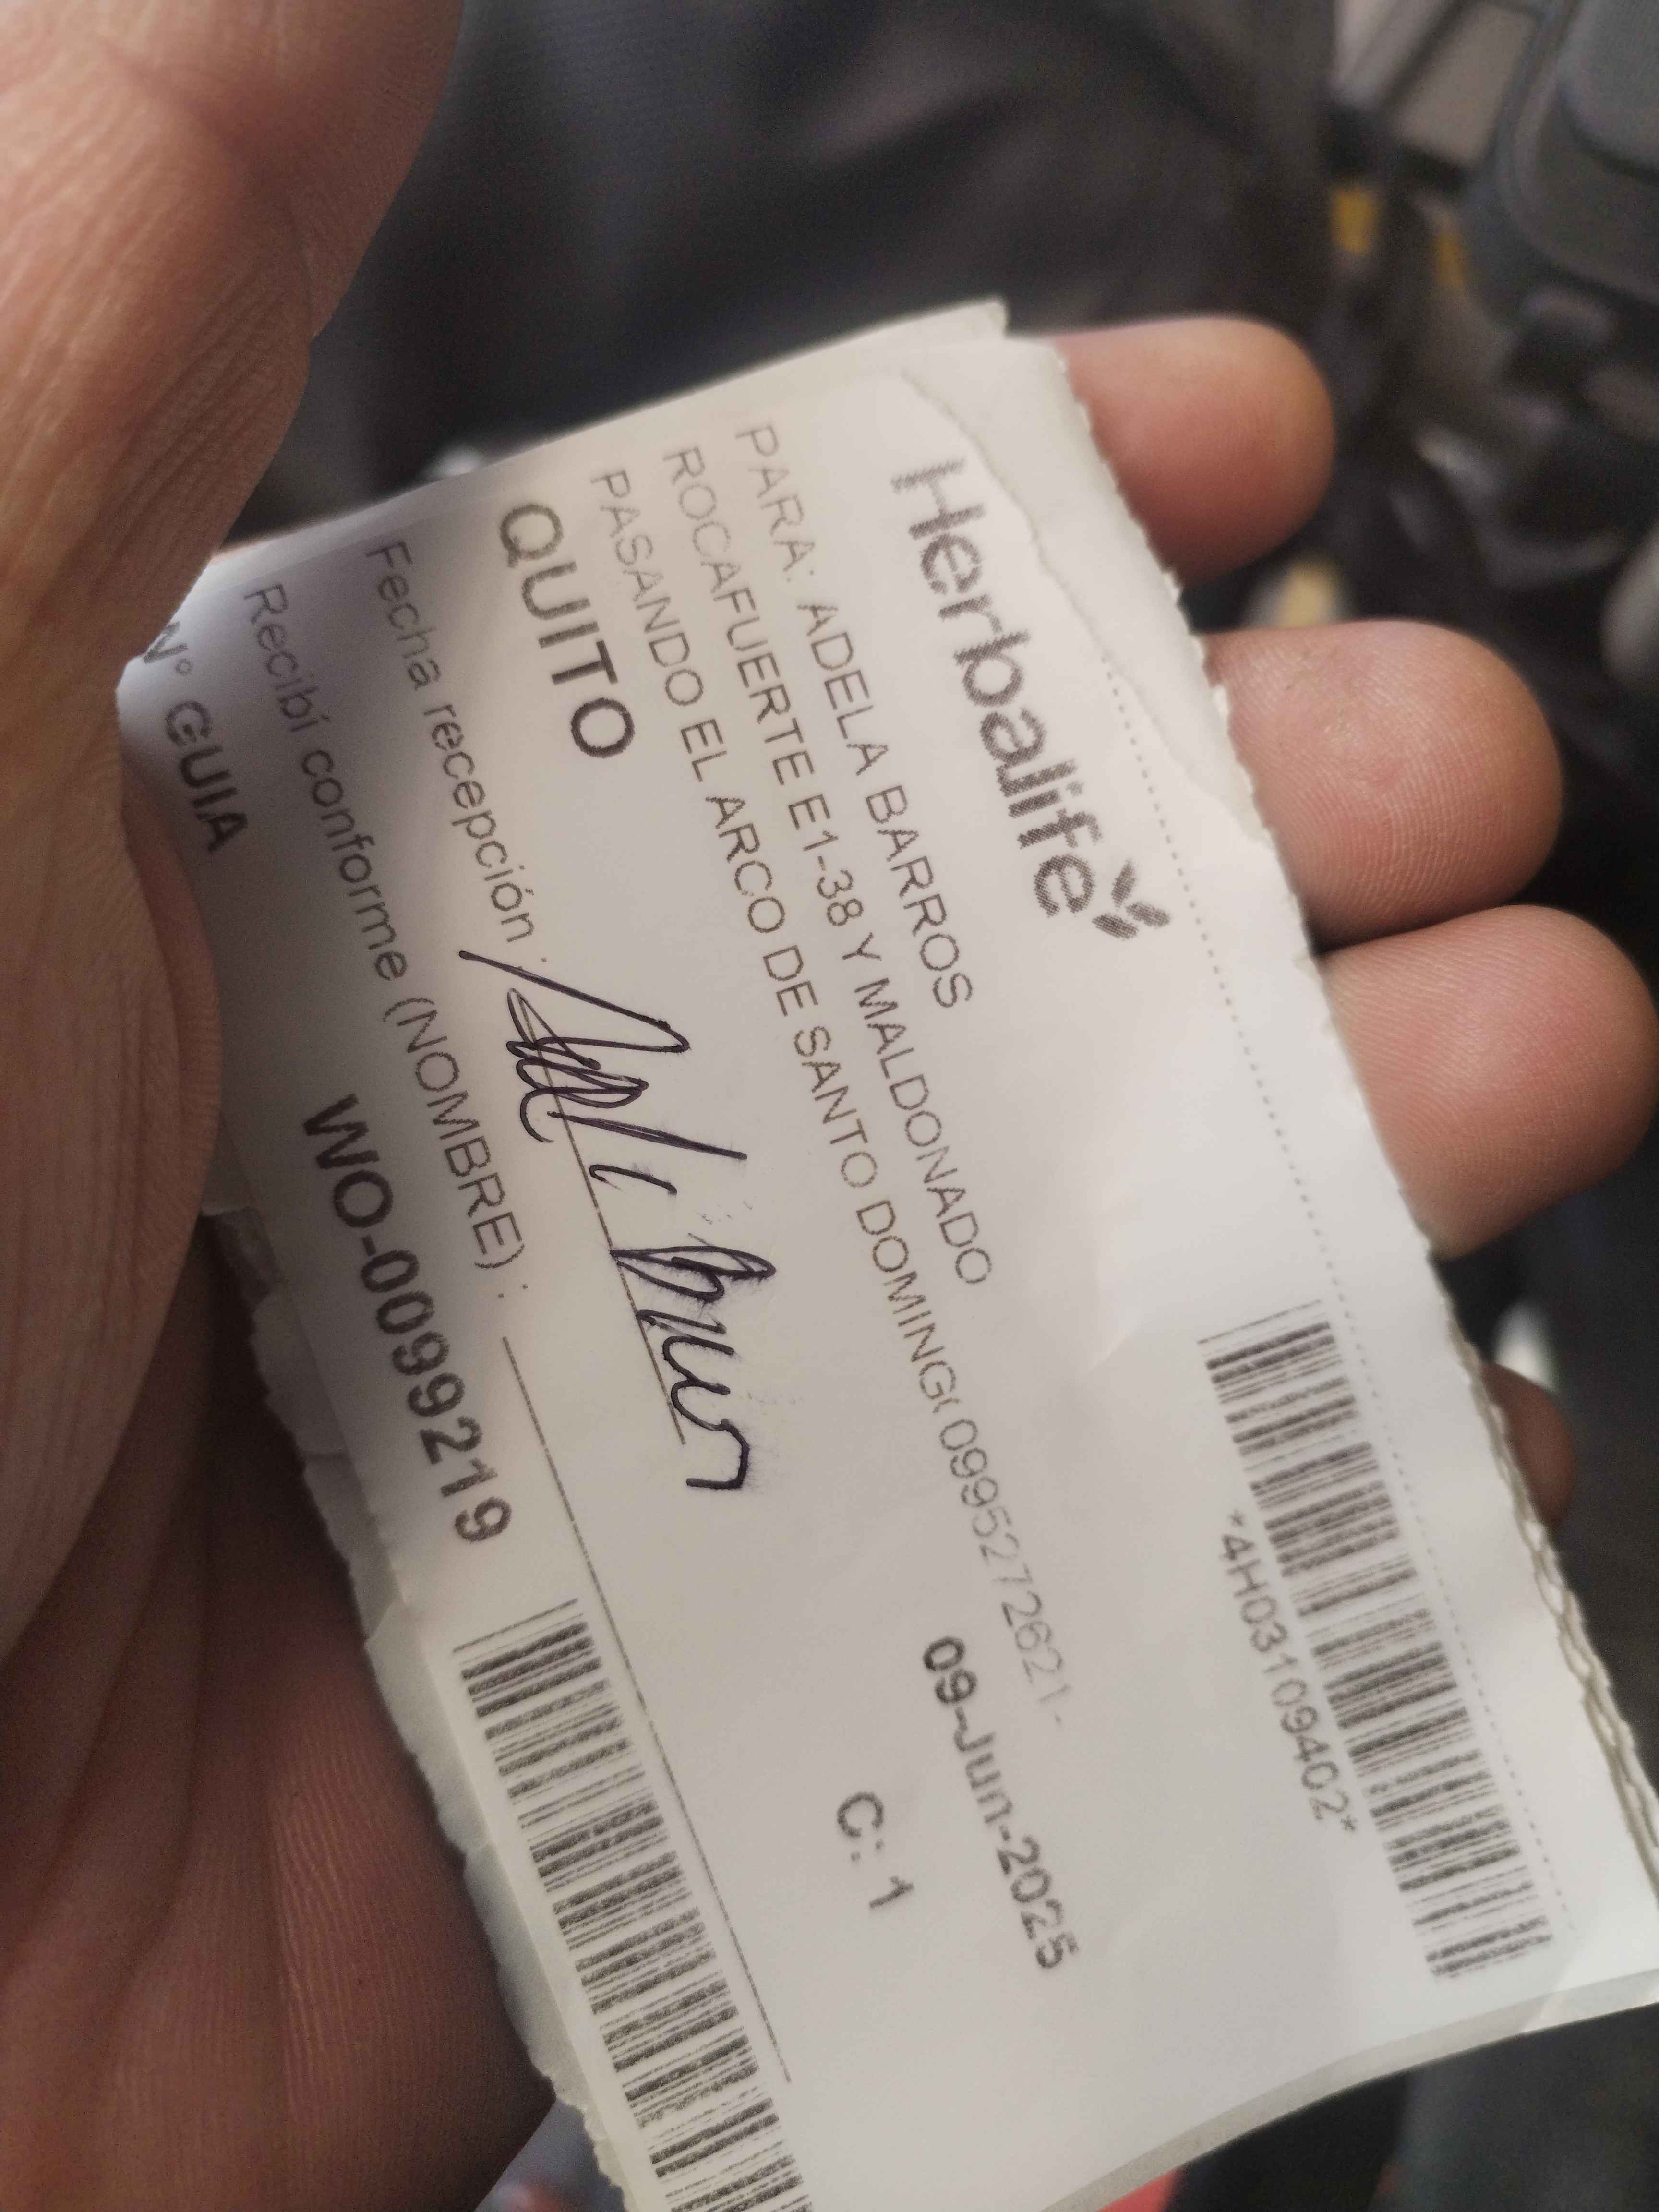 Herbalife
*4H03109402*
PARA: ADELA BARROS
ROCAFUERTE E1-38 Y MALDONADO
PASANDO EL ARCO DE SANTO DOMING( 0995272621-
09-Jun-2025
QUITO
C: 1
Fecha recepción :
Recibí conforme (NOMBRE) :
N° GUIA WO-0099219